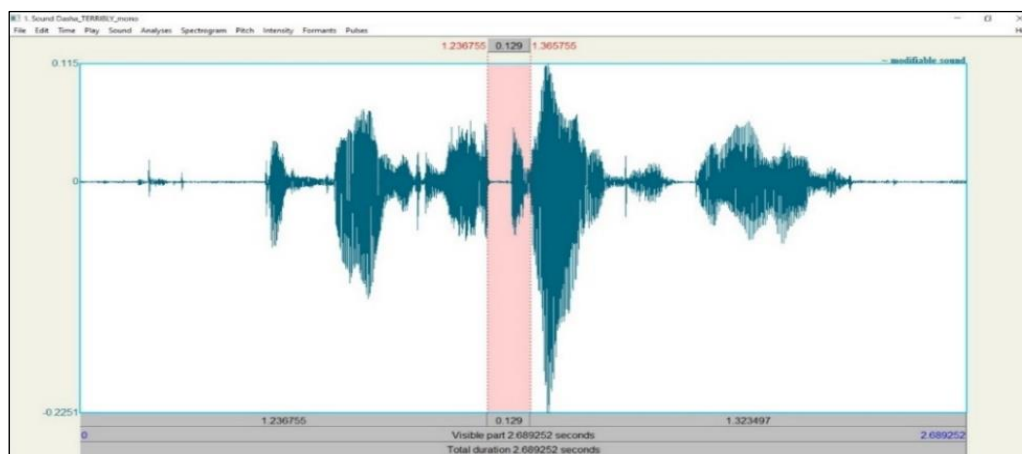 1. Sound Dasha_TERRIBLY_mono
File Edit Time Play Sound Analyses Spectrogram Pitch Intensity Formants Pulses
1.236755 0.129 1.365755
0.115
~ modifiable sound
0
-0.2251
1.236755 0.129 1.323497
0 Visible part 2.689252 seconds 2.689252
Total duration 2.689252 seconds